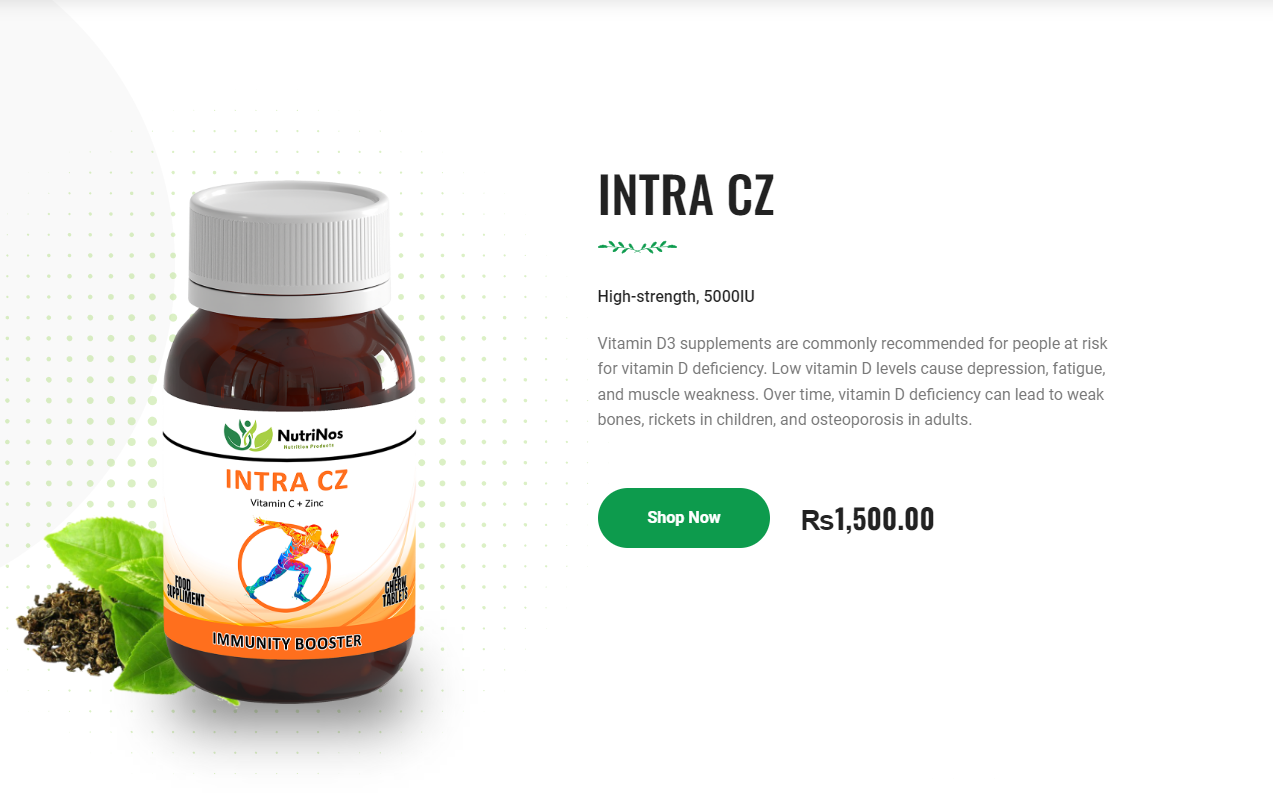 INTRA CZ
High-strength, 5000IU
Vitamin D3 supplements are commonly recommended for people at risk
for vitamin D deficiency. Low vitamin D levels cause depression, fatigue,
and muscle weakness. Over time, vitamin D deficiency can lead to weak
bones, rickets in children, and osteoporosis in adults.
Shop Now
₨1,500.00
NutriNos
Nutrition Products
INTRA CZ
Vitamin C + Zinc
FOOD
SUPPLIMENT
20
CHEWN
TABLETS
IMMUNITY BOOSTER